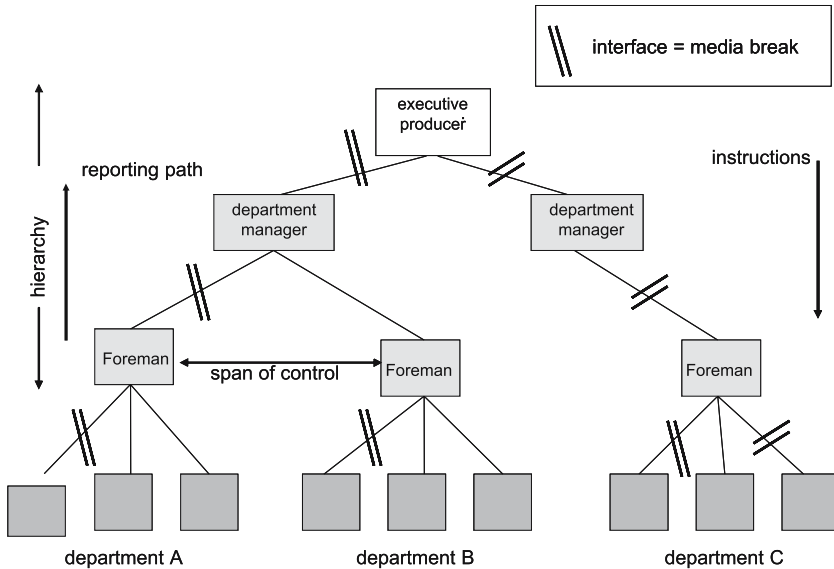 interface = media break
executive
producer
reporting path
instructions
department
manager
department
manager
hierarchy
Foreman
span of control
Foreman
Foreman
department A
department B
department C